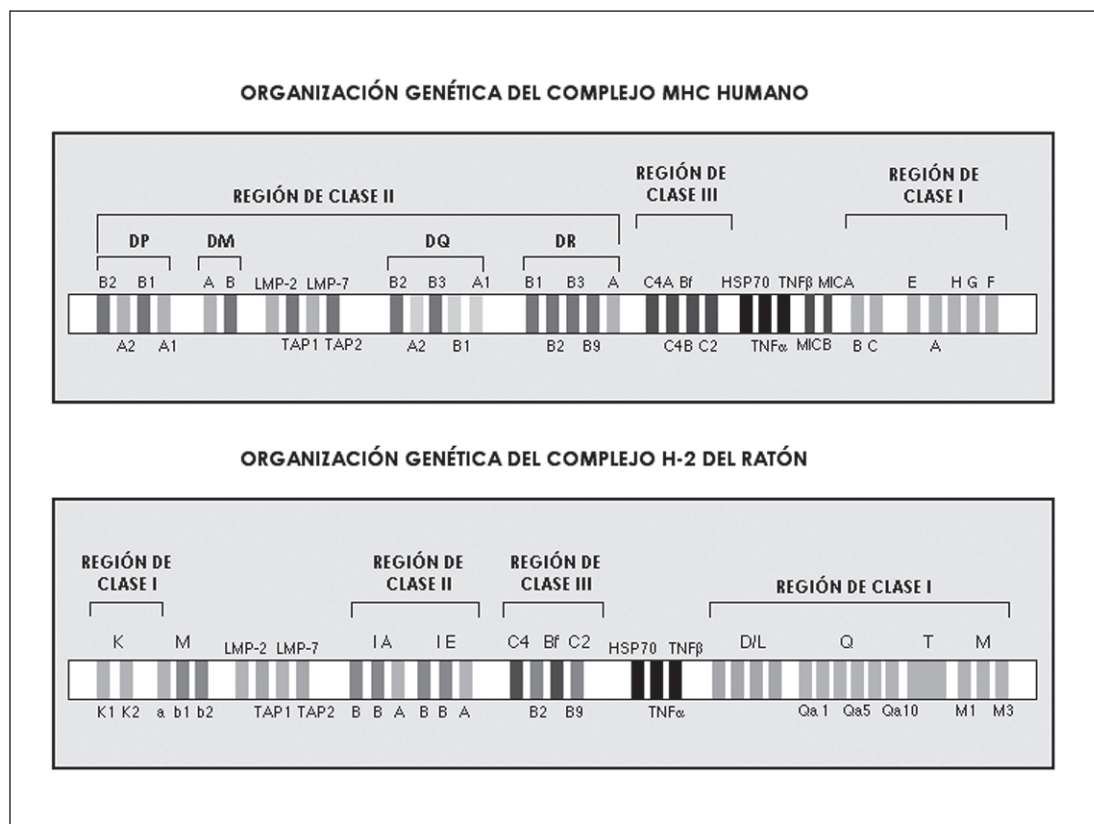 ORGANIZACIÓN GENÉTICA DEL COMPLEJO MHC HUMANO
REGIÓN DE CLASE II
REGIÓN DE
CLASE III
REGIÓN DE
CLASE I
DP DM DQ DR
B2 B1 A B LMP-2 LMP-7 B2 B3 A1 B1 B3 A C4A Bf HSP70 TNFβ MICA E H G F
A2 A1 TAP1 TAP2 A2 B1 B2 B9 C4B C2 TNFα MICB B C A
ORGANIZACIÓN GENÉTICA DEL COMPLEJO H-2 DEL RATÓN
REGIÓN DE
CLASE I
REGIÓN DE
CLASE II
REGIÓN DE
CLASE III
REGIÓN DE CLASE I
K M LMP-2 LMP-7 I A I E C4 Bf C2 HSP70 TNFβ D/L Q T M
K1 K2 a b1 b2 TAP1 TAP2 B B A B B A B2 B9 TNFα Qa 1 Qa5 Qa10 M1 M3